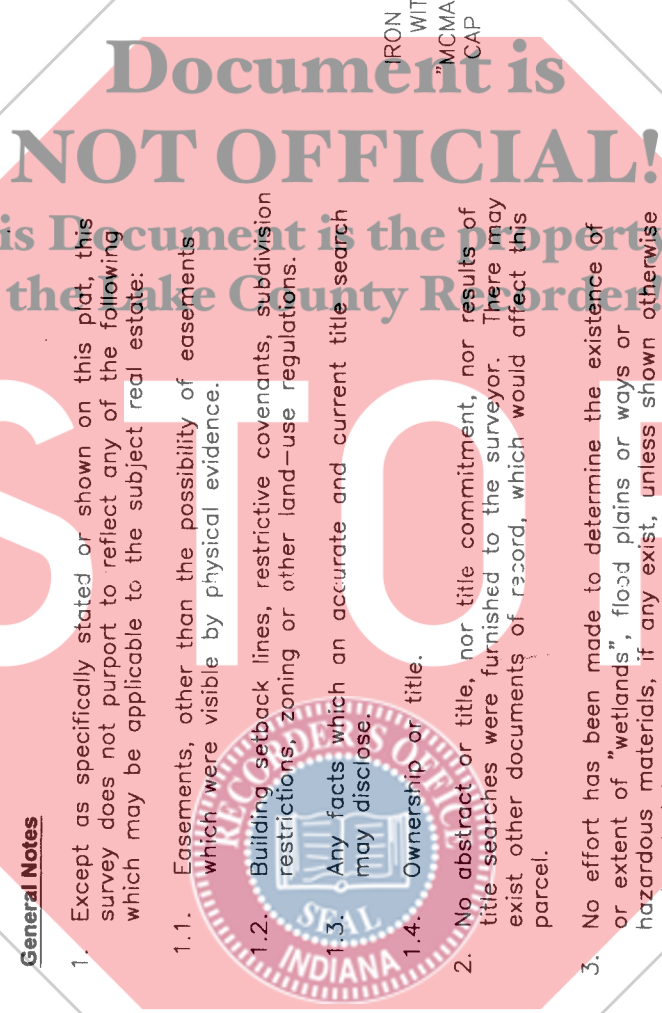 Document is
NOT OFFICIAL!
is Document is the property
the Lake County Recorder!
STOP
RECORDER'S OFFIC
SEAL
INDIANA
General Notes
1. Except as specifically stated or shown on this plat, this
survey does not purport to reflect any of the following
which may be applicable to the subject real estate:
1.1. Easements, other than the possibility of easements
which were visible by physical evidence.
1.2. Building setback lines, restrictive covenants, subdivision
restrictions, zoning or other land-use regulations.
1.3. Any facts which an accurate and current title search
may disclose.
1.4. Ownership or title.
2. No abstract or title, nor title commitment, nor results of
title searches were furnished to the surveyor. There may
exist other documents of record, which would affect this
parcel.
3. No effort has been made to determine the existence of
or extent of "wetlands", flood plains or ways or
hazardous materials, if any exist, unless shown otherwise
IRON
WIT
"MCMA
CAP